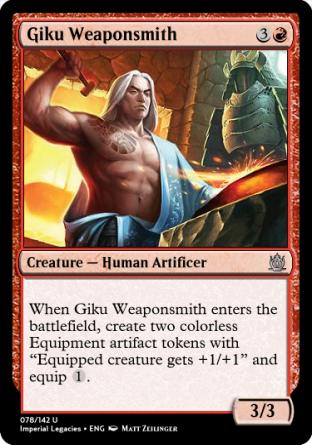 Giku Weaponsmith 3
Creature — Human Artificer
When Giku Weaponsmith enters the
battlefield, create two colorless
Equipment artifact tokens with
“Equipped creature gets +1/+1” and
equip 1.
3/3
078/142 U
Imperial Legacies • ENG Matt Zeilinger